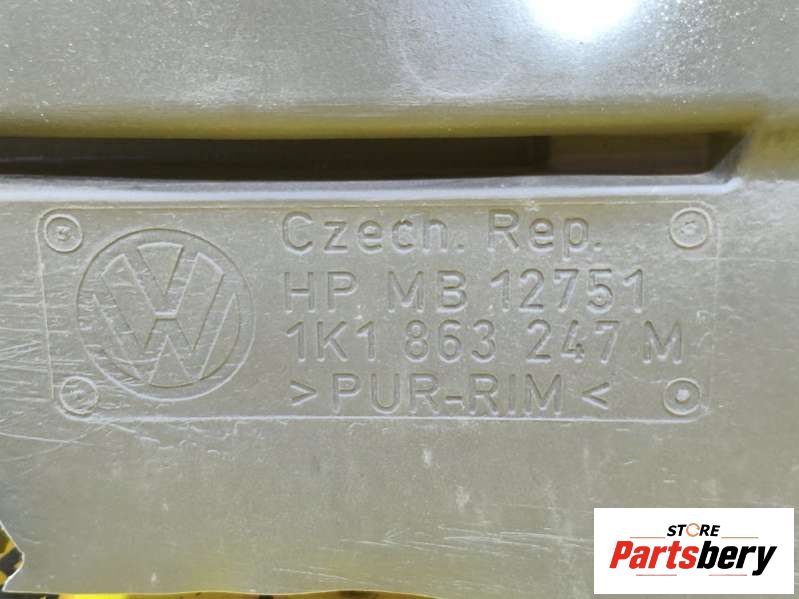 Czech. Rep.
HP MB 12751
1K1 863 247 M
>PUR-RIM<
STORE
Partsbery